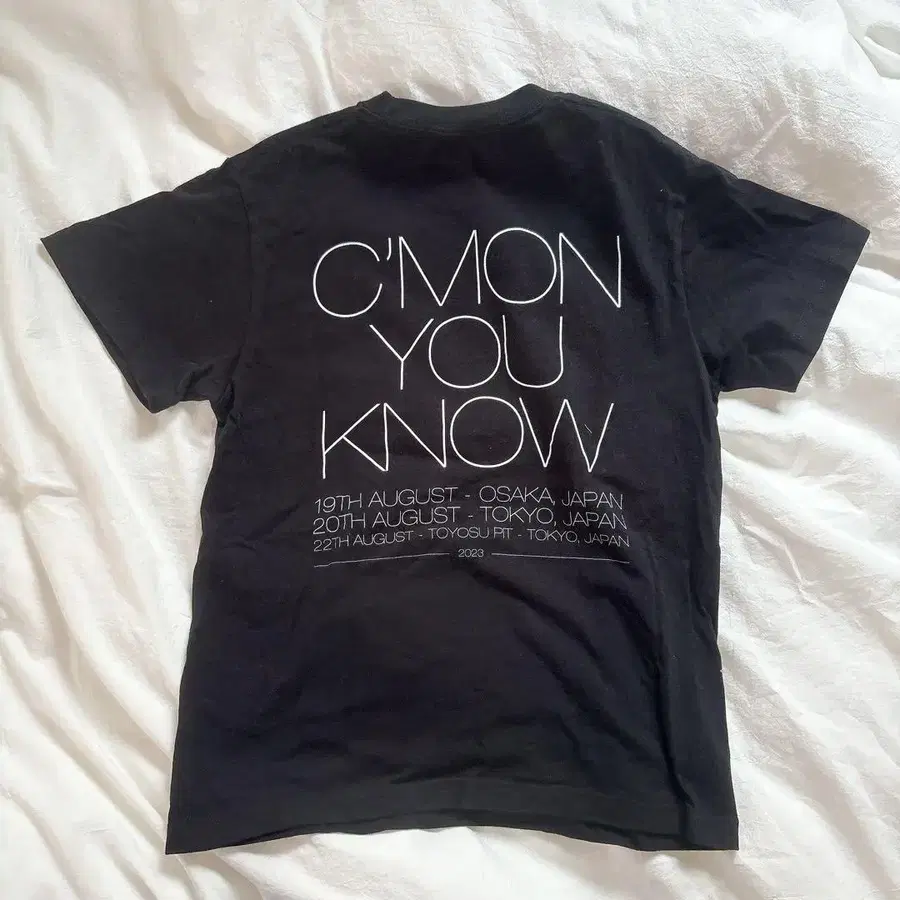 C'MON
YOU
KNOW
19TH AUGUST - OSAKA, JAPAN
20TH AUGUST - TOKYO, JAPAN
22TH AUGUST - TOYOSU PIT - TOKYO, JAPAN
2023